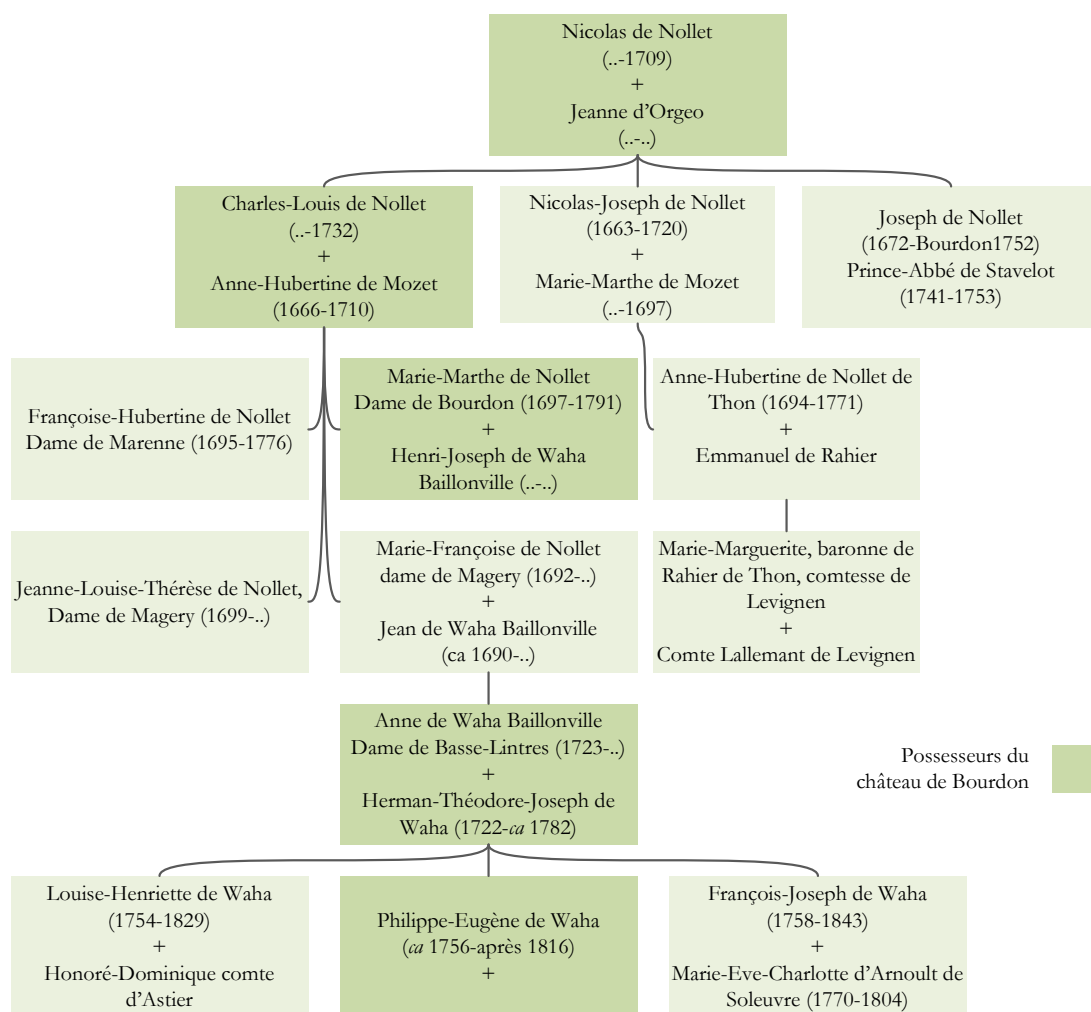 Nicolas de Nollet
(..-1709)
+
Jeanne d'Orgeo
(..-..)
Charles-Louis de Nollet
(..-1732)
+
Anne-Hubertine de Mozet
(1666-1710)
Nicolas-Joseph de Nollet
(1663-1720)
+
Marie-Marthe de Mozet
(..-1697)
Joseph de Nollet
(1672-Bourdon1752)
Prince-Abbé de Stavelot
(1741-1753)
Françoise-Hubertine de Nollet
Dame de Marenne (1695-1776)
Marie-Marthe de Nollet
Dame de Bourdon (1697-1791)
+
Henri-Joseph de Waha
Baillonville (..-..)
Anne-Hubertine de Nollet de
Thon (1694-1771)
+
Emmanuel de Rahier
Jeanne-Louise-Thérèse de Nollet,
Dame de Magery (1699-..)
Marie-Françoise de Nollet
dame de Magery (1692-..)
+
Jean de Waha Baillonville
(ca 1690-..)
Marie-Marguerite, baronne de
Rahier de Thon, comtesse de
Levignen
+
Comte Lallemant de Levignen
Anne de Waha Baillonville
Dame de Basse-Lintres (1723-..)
+
Herman-Théodore-Joseph de
Waha (1722-ca 1782)
Possesseurs du
château de Bourdon
Louise-Henriette de Waha
(1754-1829)
+
Honoré-Dominique comte
d'Astier
Philippe-Eugène de Waha
(ca 1756-après 1816)
+
François-Joseph de Waha
(1758-1843)
+
Marie-Eve-Charlotte d'Arnoult de
Soleuvre (1770-1804)